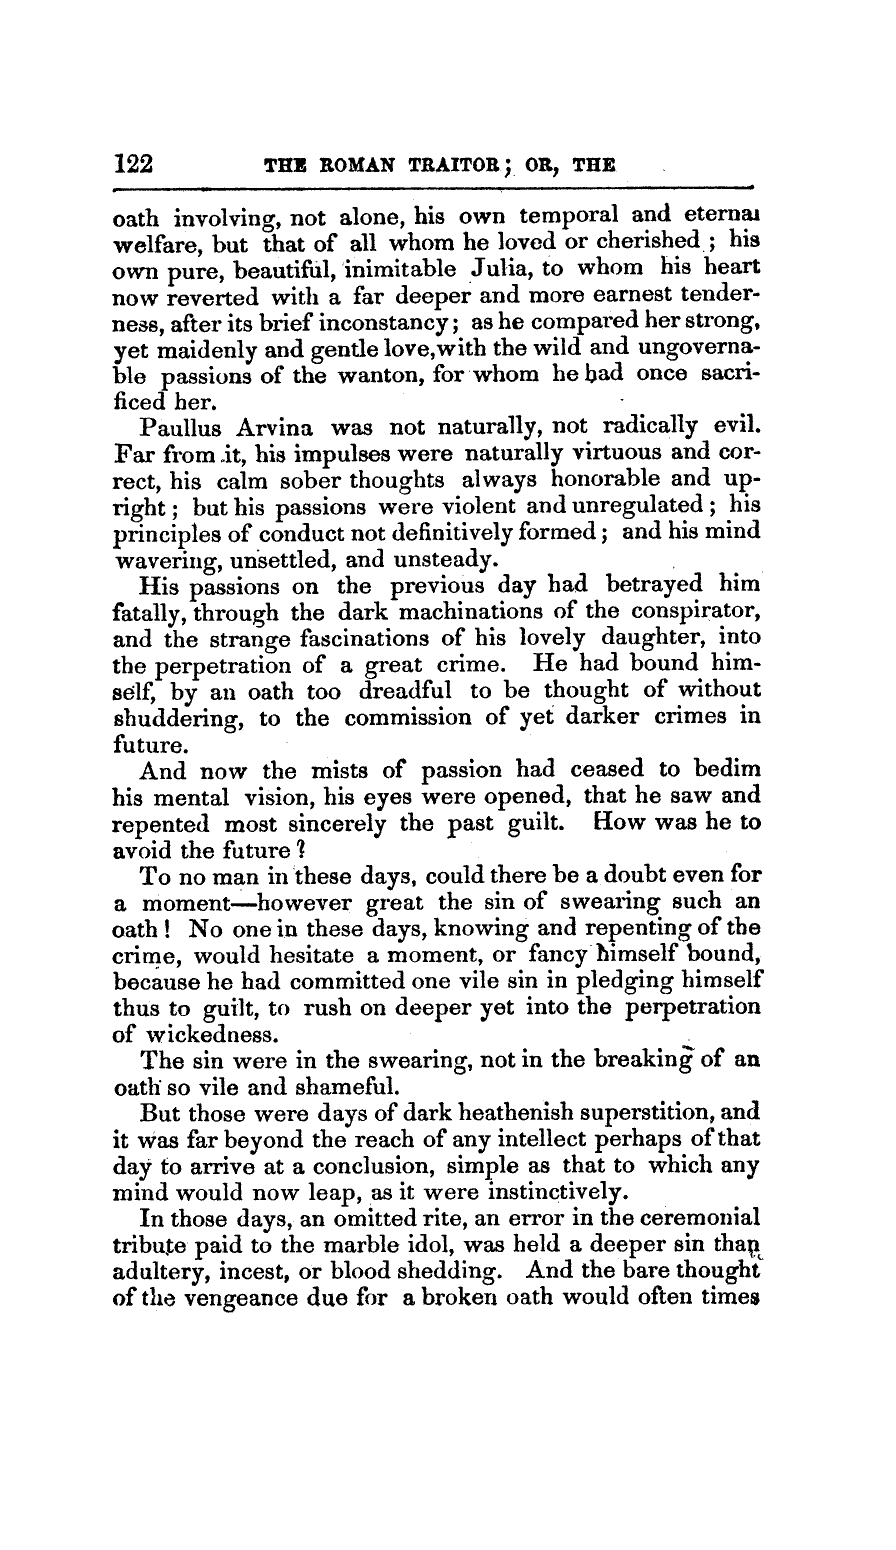 122 THE ROMAN TRAITOR; OR, THE
oath involving, not alone, his own temporal and eternal
welfare, but that of all whom he loved or cherished; his
own pure, beautiful, inimitable Julia, to whom his heart
now reverted with a far deeper and more earnest tender-
ness, after its brief inconstancy; as he compared her strong,
yet maidenly and gentle love, with the wild and ungoverna-
ble passions of the wanton, for whom he had once sacri-
ficed her.
Paullus Arvina was not naturally, not radically evil.
Far from it, his impulses were naturally virtuous and cor-
rect, his calm sober thoughts always honorable and up-
right; but his passions were violent and unregulated; his
principles of conduct not definitively formed; and his mind
wavering, unsettled, and unsteady.
His passions on the previous day had betrayed him
fatally, through the dark machinations of the conspirator,
and the strange fascinations of his lovely daughter, into
the perpetration of a great crime. He had bound him-
self, by an oath too dreadful to be thought of without
shuddering, to the commission of yet darker crimes in
future.
And now the mists of passion had ceased to bedim
his mental vision, his eyes were opened, that he saw and
repented most sincerely the past guilt. How was he to
avoid the future?
To no man in these days, could there be a doubt even for
a moment—however great the sin of swearing such an
oath! No one in these days, knowing and repenting of the
crime, would hesitate a moment, or fancy himself bound,
because he had committed one vile sin in pledging himself
thus to guilt, to rush on deeper yet into the perpetration
of wickedness.
The sin were in the swearing, not in the breaking of an
oath so vile and shameful.
But those were days of dark heathenish superstition, and
it was far beyond the reach of any intellect perhaps of that
day to arrive at a conclusion, simple as that to which any
mind would now leap, as it were instinctively.
In those days, an omitted rite, an error in the ceremonial
tribute paid to the marble idol, was held a deeper sin than
adultery, incest, or blood shedding. And the bare thought
of the vengeance due for a broken oath would often times